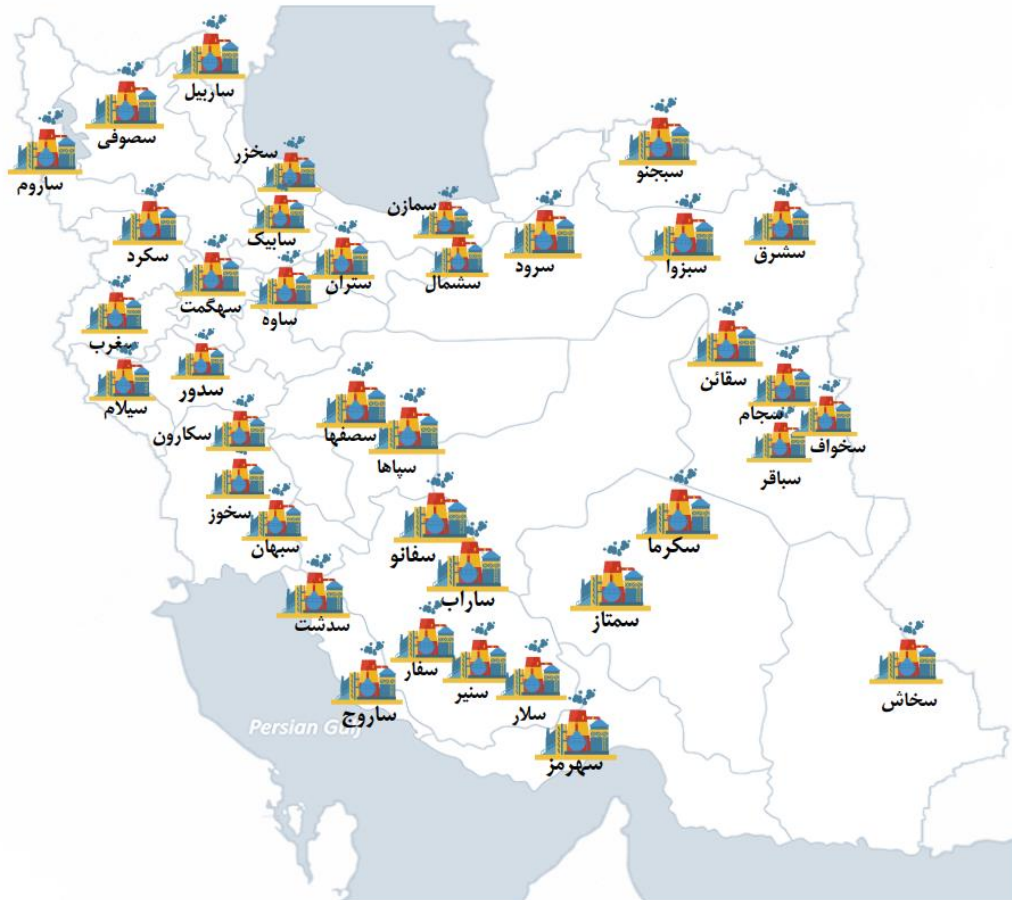 ساربیل
سصوفی
ساروم
سخزر
سبجنو
سمازن
سابیک
سکرد
سرود
سبزوا
سشرق
ستران
سشمال
سهگمت
ساوه
سغرب
سقائن
سدور
سیلام
سجام
سصفها
سکارون
سپاها
سخواف
سباقر
سخوز
سبهان
سفانو
سکرما
ساراب
سمتاز
سدشت
سفار
سنیر
سخاش
ساروج
سلار
Persian Gulf
سهرمز